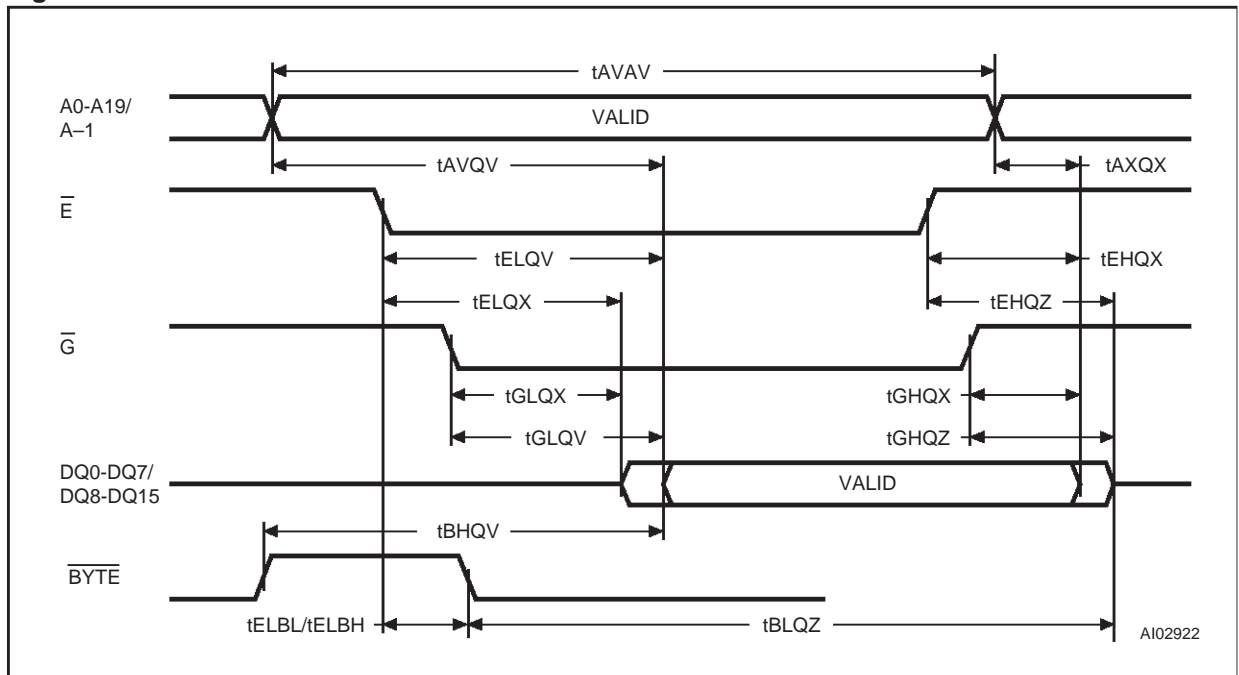 tAVAV
A0-A19/
A–1
VALID
tAVQV
tAXQX
E
tELQV
tEHQX
tELQX
tEHQZ
G
tGLQX
tGHQX
tGLQV
tGHQZ
DQ0-DQ7/
DQ8-DQ15
VALID
tBHQV
BYTE
tELBL/tELBH
tBLQZ
AI02922